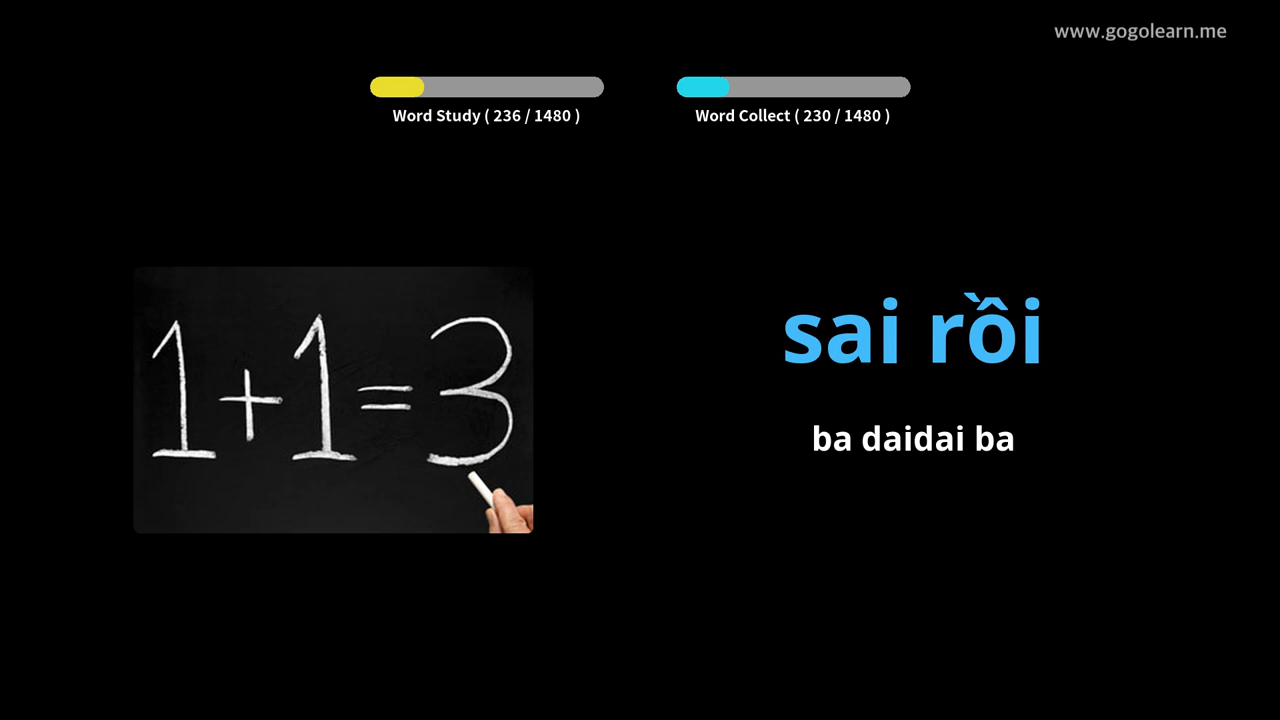 www.gogolearn.me
Word Study ( 236 / 1480 )
Word Collect ( 230 / 1480 )
1+1=3
sai rồi
ba daidai ba